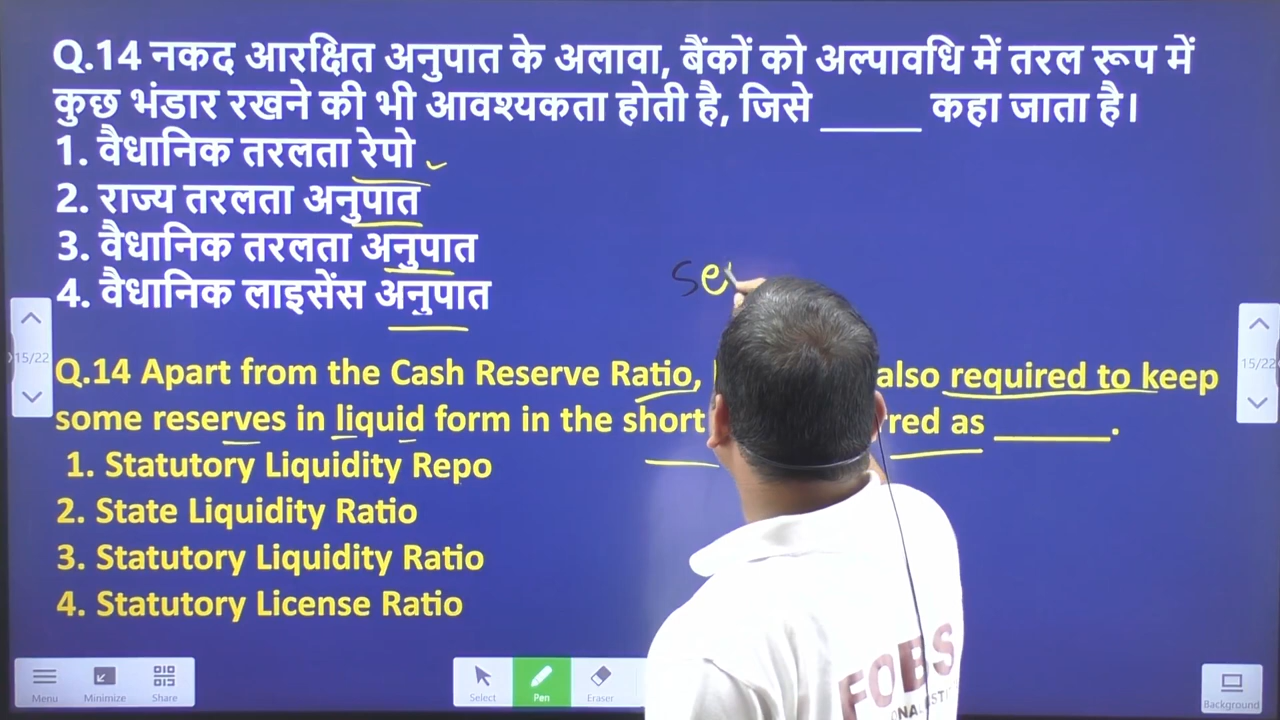 Q.14 नकद आरक्षित अनुपात के अलावा, बैंकों को अल्पावधि में तरल रूप में
कुछ भंडार रखने की भी आवश्यकता होती है, जिसे ______ कहा जाता है।
1. वैधानिक तरलता रेपो
2. राज्य तरलता अनुपात
3. वैधानिक तरलता अनुपात
4. वैधानिक लाइसेंस अनुपात
se
15/22
15/22
Q.14 Apart from the Cash Reserve Ratio, also required to keep
some reserves in liquid form in the short as ______.
1. Statutory Liquidity Repo
2. State Liquidity Ratio
3. Statutory Liquidity Ratio
4. Statutory License Ratio
FOBS
Menu Minimize Share Select Pen Eraser Background